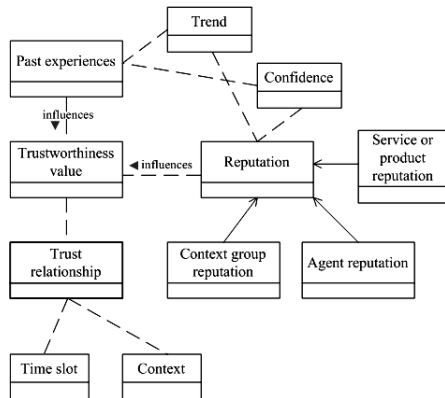 Trend
Past experiences
Confidence
influences
Trustworthiness
value
influences
Reputation
Service or
product
reputation
Trust
relationship
Context group
reputation
Agent reputation
Time slot
Context